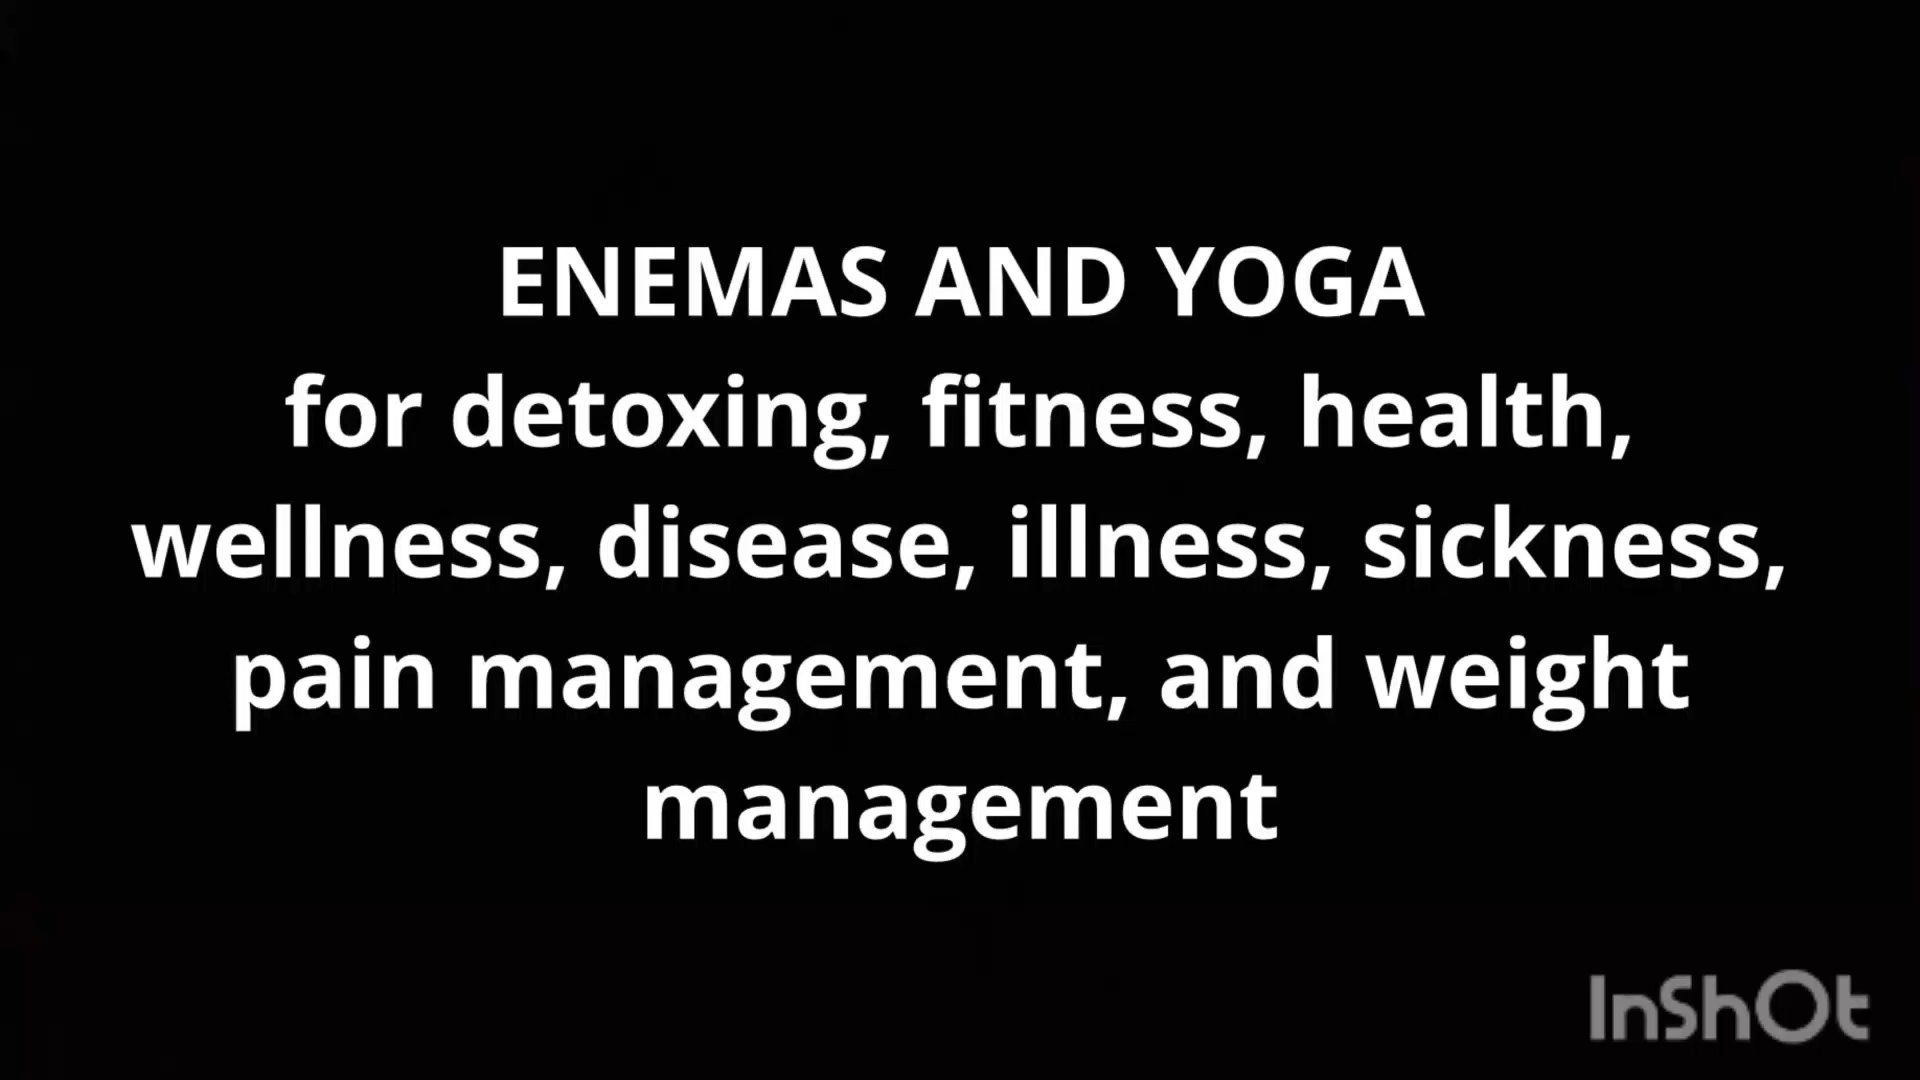 ENEMAS AND YOGA
for detoxing, fitness, health,
wellness, disease, illness, sickness,
pain management, and weight
management
InShOt